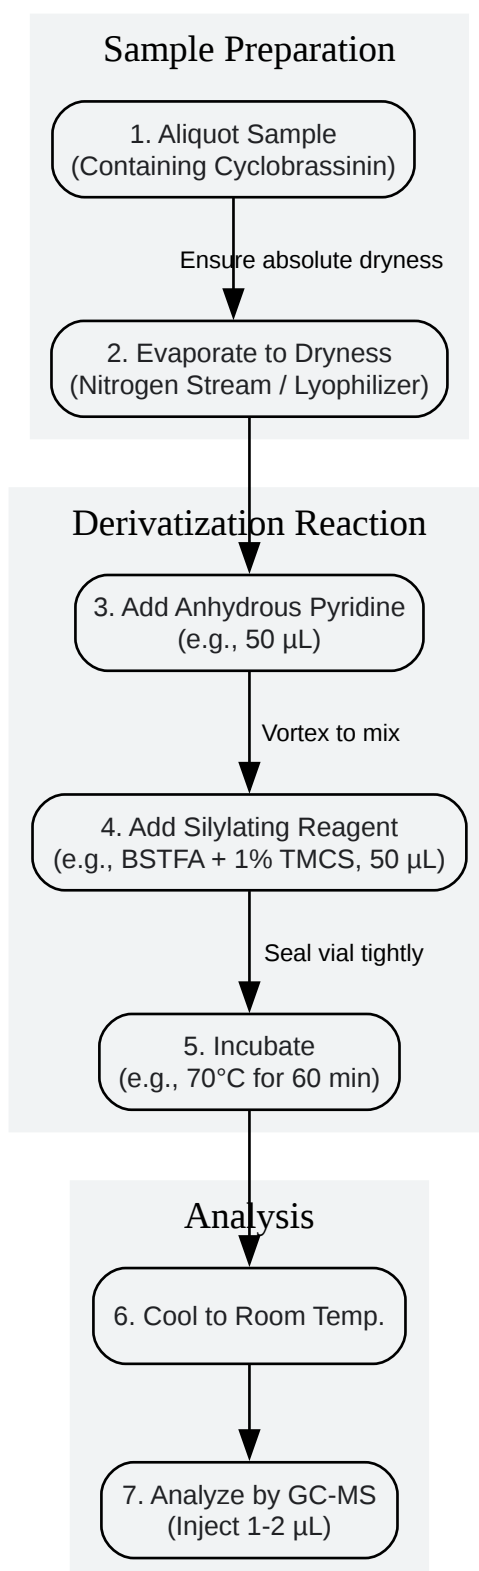 Sample Preparation
1. Aliquot Sample
(Containing Cyclobrassinin)
Ensure absolute dryness
2. Evaporate to Dryness
(Nitrogen Stream / Lyophilizer)
Derivatization Reaction
3. Add Anhydrous Pyridine
(e.g., 50 µL)
Vortex to mix
4. Add Silylating Reagent
(e.g., BSTFA + 1% TMCS, 50 µL)
Seal vial tightly
5. Incubate
(e.g., 70°C for 60 min)
Analysis
6. Cool to Room Temp.
7. Analyze by GC-MS
(Inject 1-2 µL)